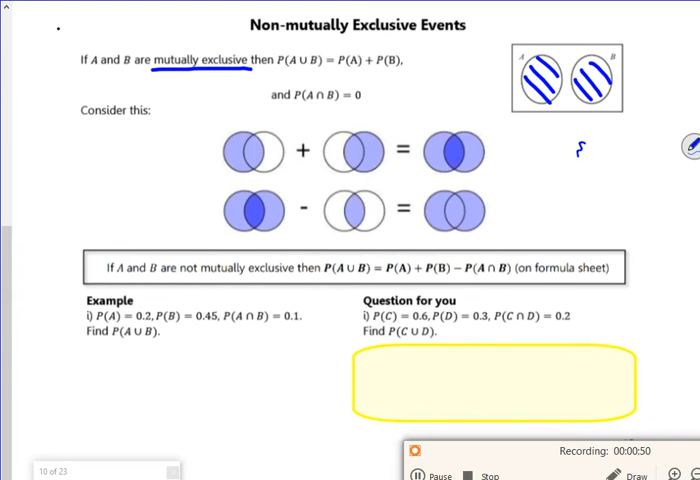 Non-mutually Exclusive Events
If A and B are mutually exclusive then P(A ∪ B) = P(A) + P(B),
and P(A ∩ B) = 0
A B
Consider this:
+ =
- =
If A and B are not mutually exclusive then P(A ∪ B) = P(A) + P(B) − P(A ∩ B) (on formula sheet)
Example
i) P(A) = 0.2, P(B) = 0.45, P(A ∩ B) = 0.1.
Find P(A ∪ B).
Question for you
i) P(C) = 0.6, P(D) = 0.3, P(C ∩ D) = 0.2
Find P(C ∪ D).
10 of 23
Recording: 00:00:50
Pause Stop Draw